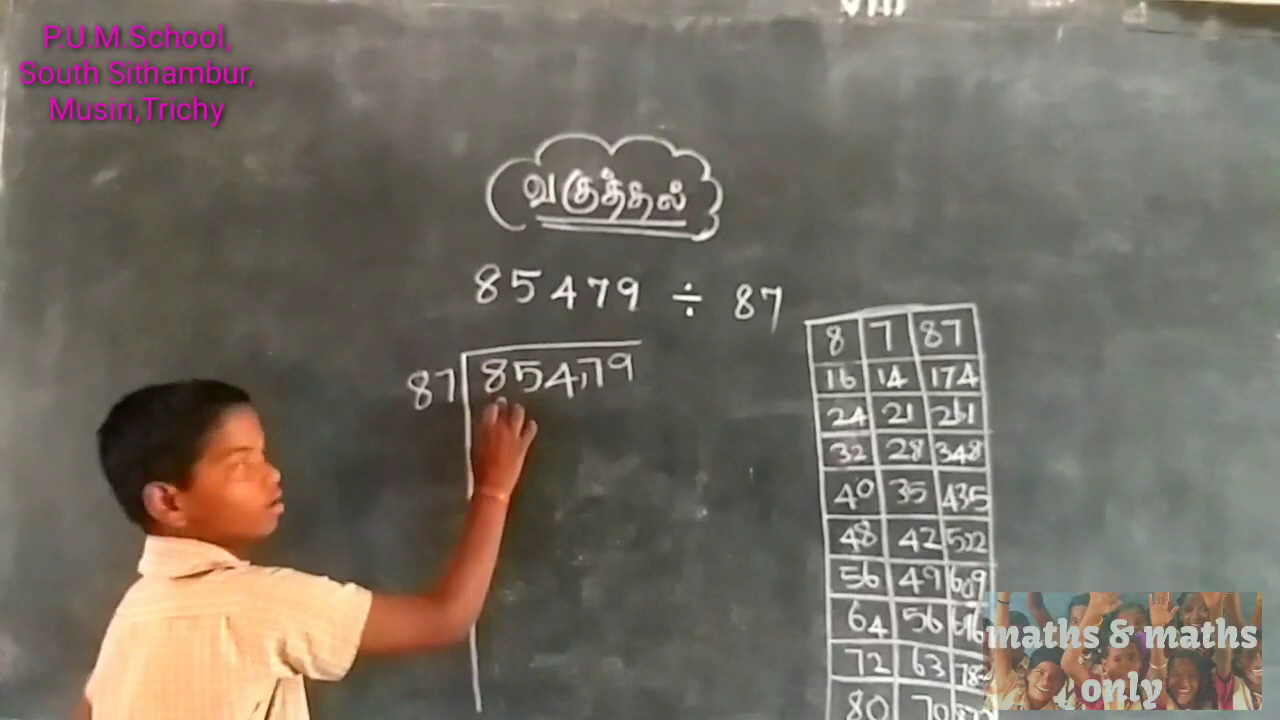 P.U.M.School,
South Sithambur,
Musiri,Trichy
VIII
வகுத்தல்
85479 ÷ 87
87 85479
8 7 87
16 14 174
24 21 261
32 28 348
40 35 435
48 42 522
56 49 609
64 56 696
72 63
80 70
maths & maths
only